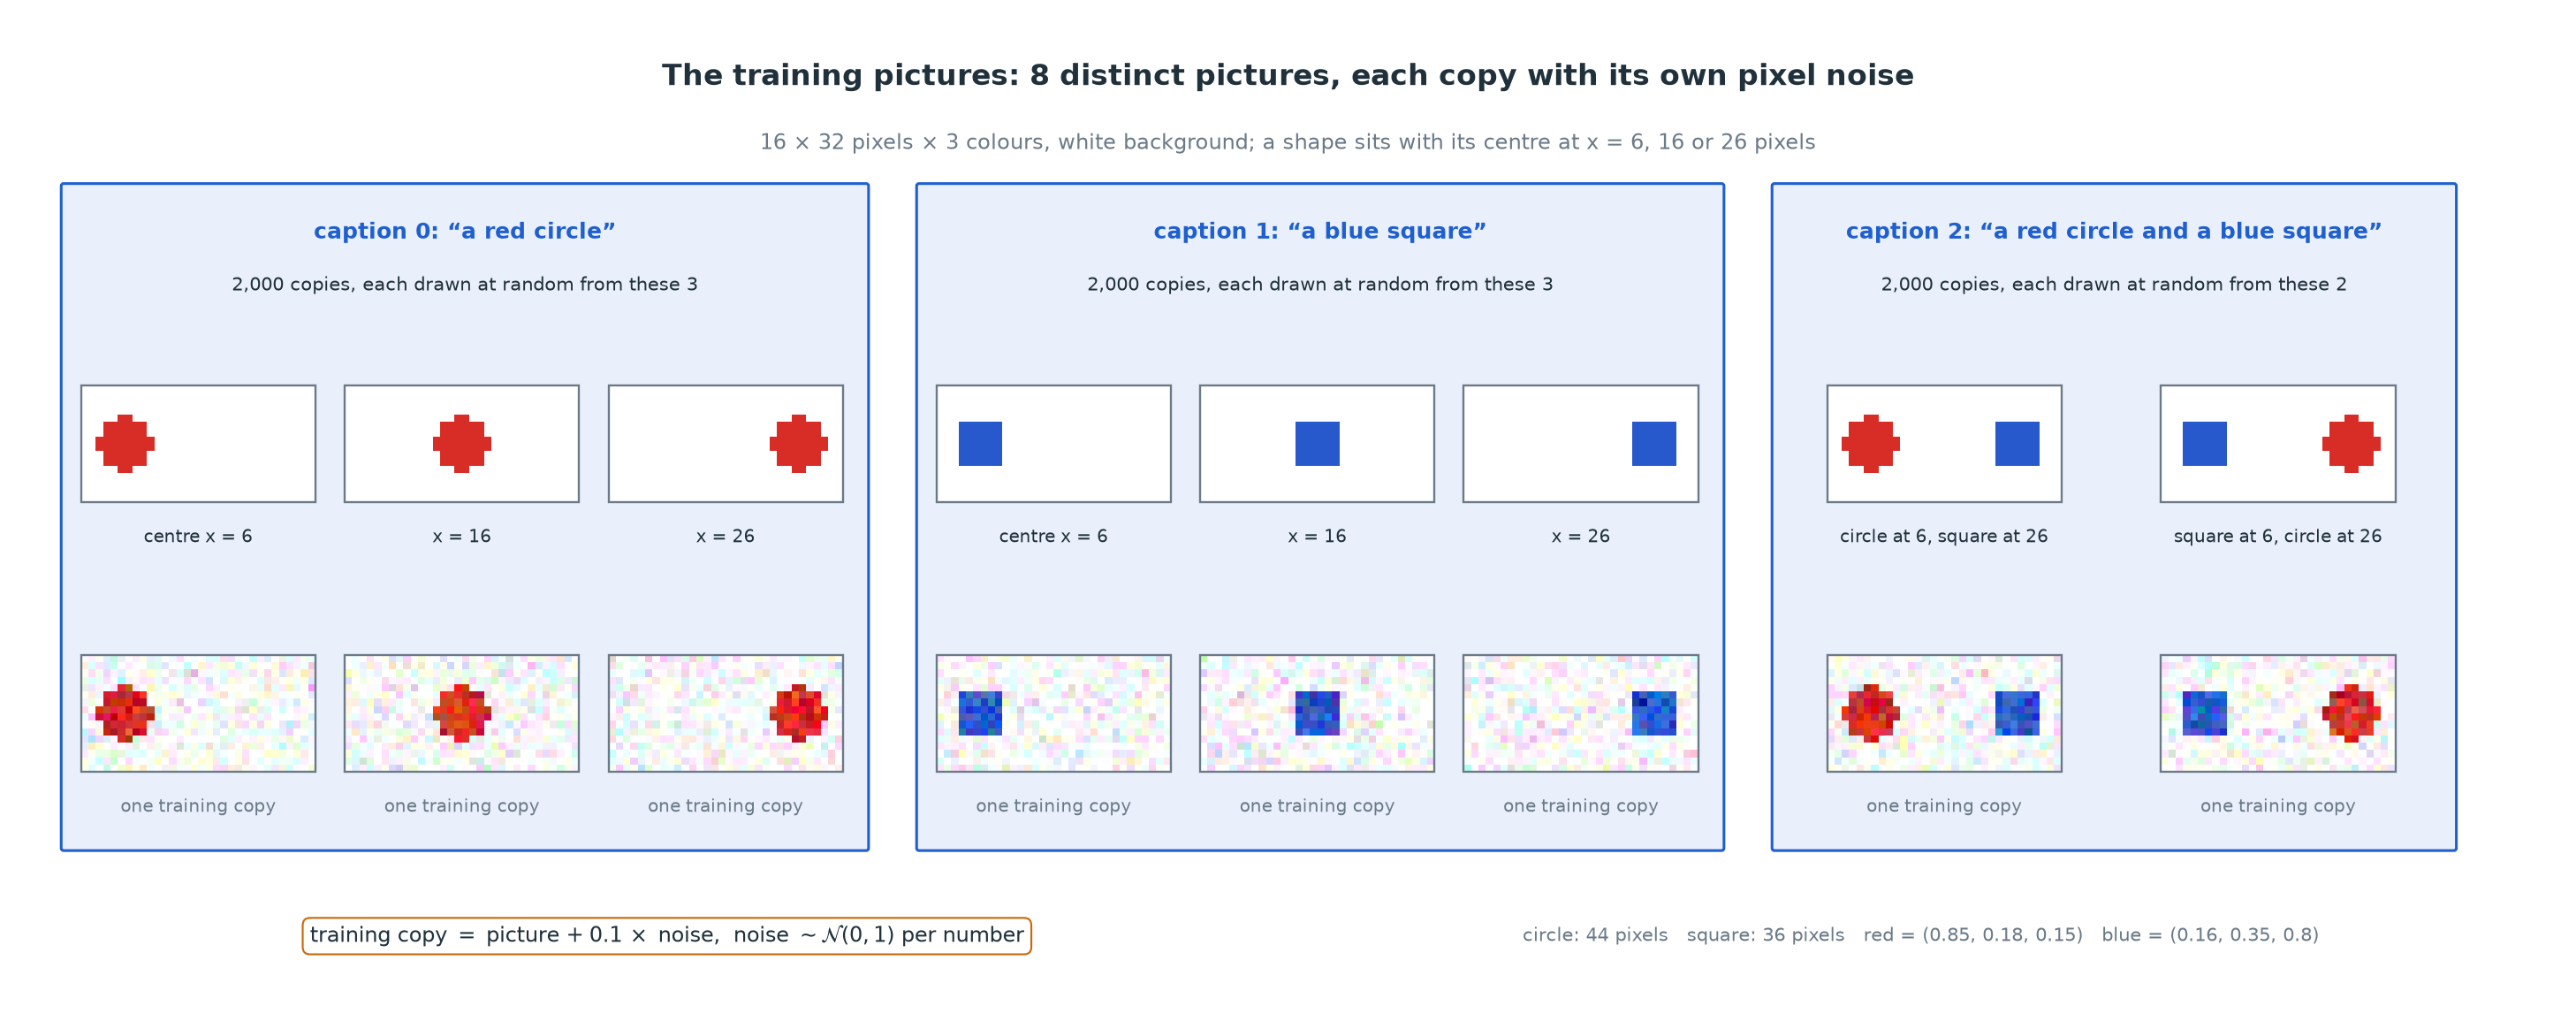 The training pictures: 8 distinct pictures, each copy with its own pixel noise
16 × 32 pixels × 3 colours, white background; a shape sits with its centre at x = 6, 16 or 26 pixels
caption 0: “a red circle”
2,000 copies, each drawn at random from these 3
centre x = 6
x = 16
x = 26
one training copy
one training copy
one training copy
caption 1: “a blue square”
2,000 copies, each drawn at random from these 3
centre x = 6
x = 16
x = 26
one training copy
one training copy
one training copy
caption 2: “a red circle and a blue square”
2,000 copies, each drawn at random from these 2
circle at 6, square at 26
square at 6, circle at 26
one training copy
one training copy
training copy = picture + 0.1 × noise, noise ~ 𝒩(0, 1) per number
circle: 44 pixels square: 36 pixels red = (0.85, 0.18, 0.15) blue = (0.16, 0.35, 0.8)